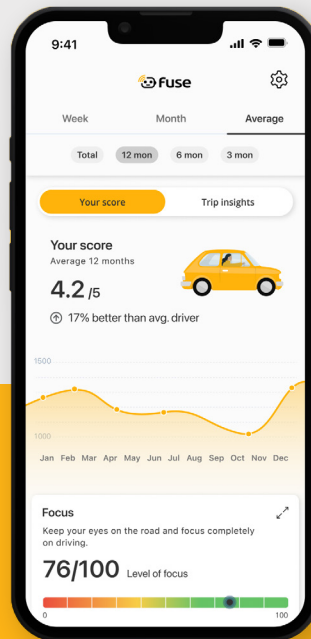 9:41
fuse
Week Month Average
Total 12 mon 6 mon 3 mon
Your score Trip insights
Your score
Average 12 months
4.2 /5
17% better than avg. driver
1500
1000
Jan Feb Mar Apr May Jun Jul Aug Sep Oct Nov Dec
Focus
Keep your eyes on the road and focus completely
on driving.
76/100 Level of focus
0 100